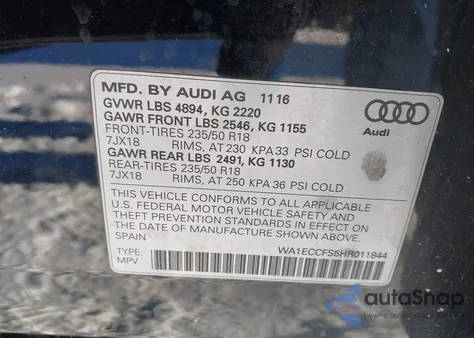 MFD. BY AUDI AG 11 16
GVWR LBS 4894, KG 2220
GAWR FRONT LBS 2546, KG 1155
FRONT-TIRES 235/50 R18
7JX18 RIMS, AT 230 KPA 33 PSI COLD
GAWR REAR LBS 2491, KG 1130
REAR-TIRES 235/50 R18
7JX18 RIMS, AT 250 KPA 36 PSI COLD
THIS VEHICLE CONFORMS TO ALL APPLICABLE
U.S. FEDERAL MOTOR VEHICLE SAFETY AND
THEFT PREVENTION STANDARDS IN EFFECT ON
THE DATE OF MANUFACTURE SHOWN ABOVE.
SPAIN
TYPE:
MPV
WA1ECCFS5HR011844
Audi
autoSnap